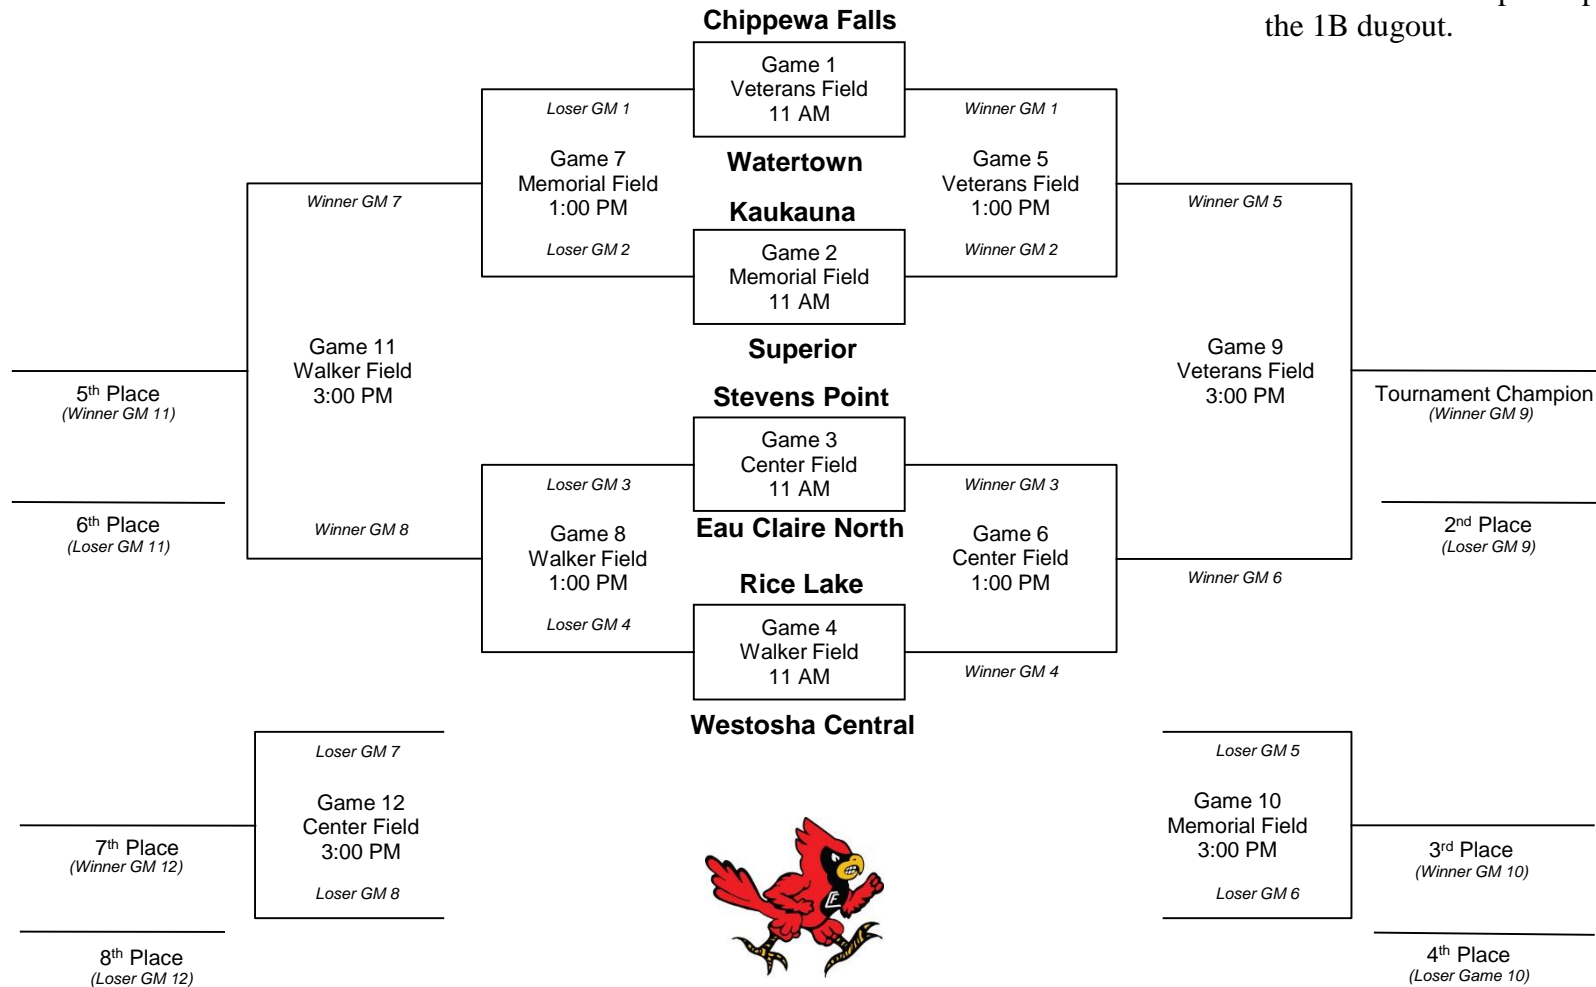 the 1B dugout.
Chippewa Falls
Game 1
Veterans Field
11 AM
Loser GM 1
Winner GM 1
Watertown
Game 7
Memorial Field
1:00 PM
Game 5
Veterans Field
1:00 PM
Winner GM 7
Winner GM 5
Kaukauna
Loser GM 2
Winner GM 2
Game 2
Memorial Field
11 AM
Superior
Game 11
Walker Field
3:00 PM
Game 9
Veterans Field
3:00 PM
5th Place
(Winner GM 11)
Tournament Champion
(Winner GM 9)
Stevens Point
Game 3
Center Field
11 AM
Loser GM 3
Winner GM 3
Eau Claire North
6th Place
(Loser GM 11)
Winner GM 8
Game 8
Walker Field
1:00 PM
Game 6
Center Field
1:00 PM
2nd Place
(Loser GM 9)
Winner GM 6
Rice Lake
Loser GM 4
Game 4
Walker Field
11 AM
Winner GM 4
Westosha Central
Loser GM 7
Game 12
Center Field
3:00 PM
Loser GM 8
7th Place
(Winner GM 12)
8th Place
(Loser GM 12)
Loser GM 5
Game 10
Memorial Field
3:00 PM
Loser GM 6
3rd Place
(Winner GM 10)
4th Place
(Loser Game 10)